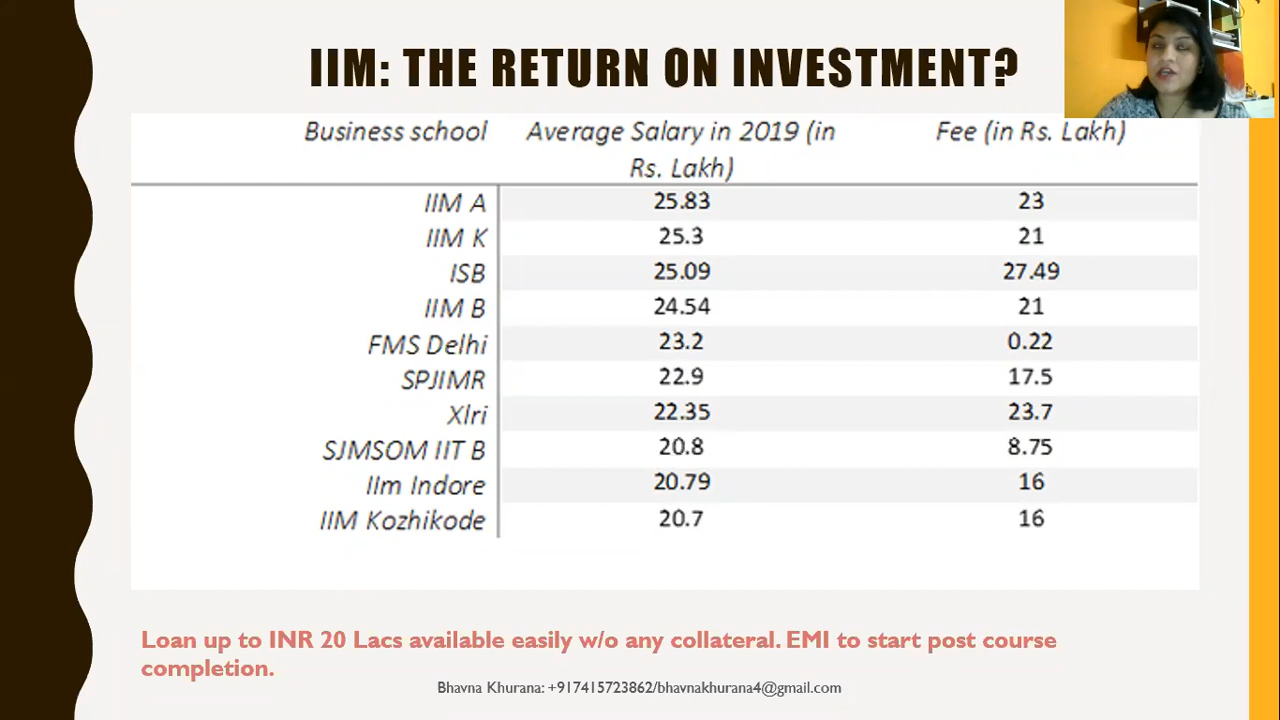 IIM: THE RETURN ON INVESTMENT?
Business school Average Salary in 2019 (in Rs. Lakh) Fee (in Rs. Lakh)
IIM A 25.83 23
IIM K 25.3 21
ISB 25.09 27.49
IIM B 24.54 21
FMS Delhi 23.2 0.22
SPJIMR 22.9 17.5
Xlri 22.35 23.7
SJMSOM IIT B 20.8 8.75
IIm Indore 20.79 16
IIM Kozhikode 20.7 16
Loan up to INR 20 Lacs available easily w/o any collateral. EMI to start post course
completion.
Bhavna Khurana: +917415723862/bhavnakhurana4@gmail.com